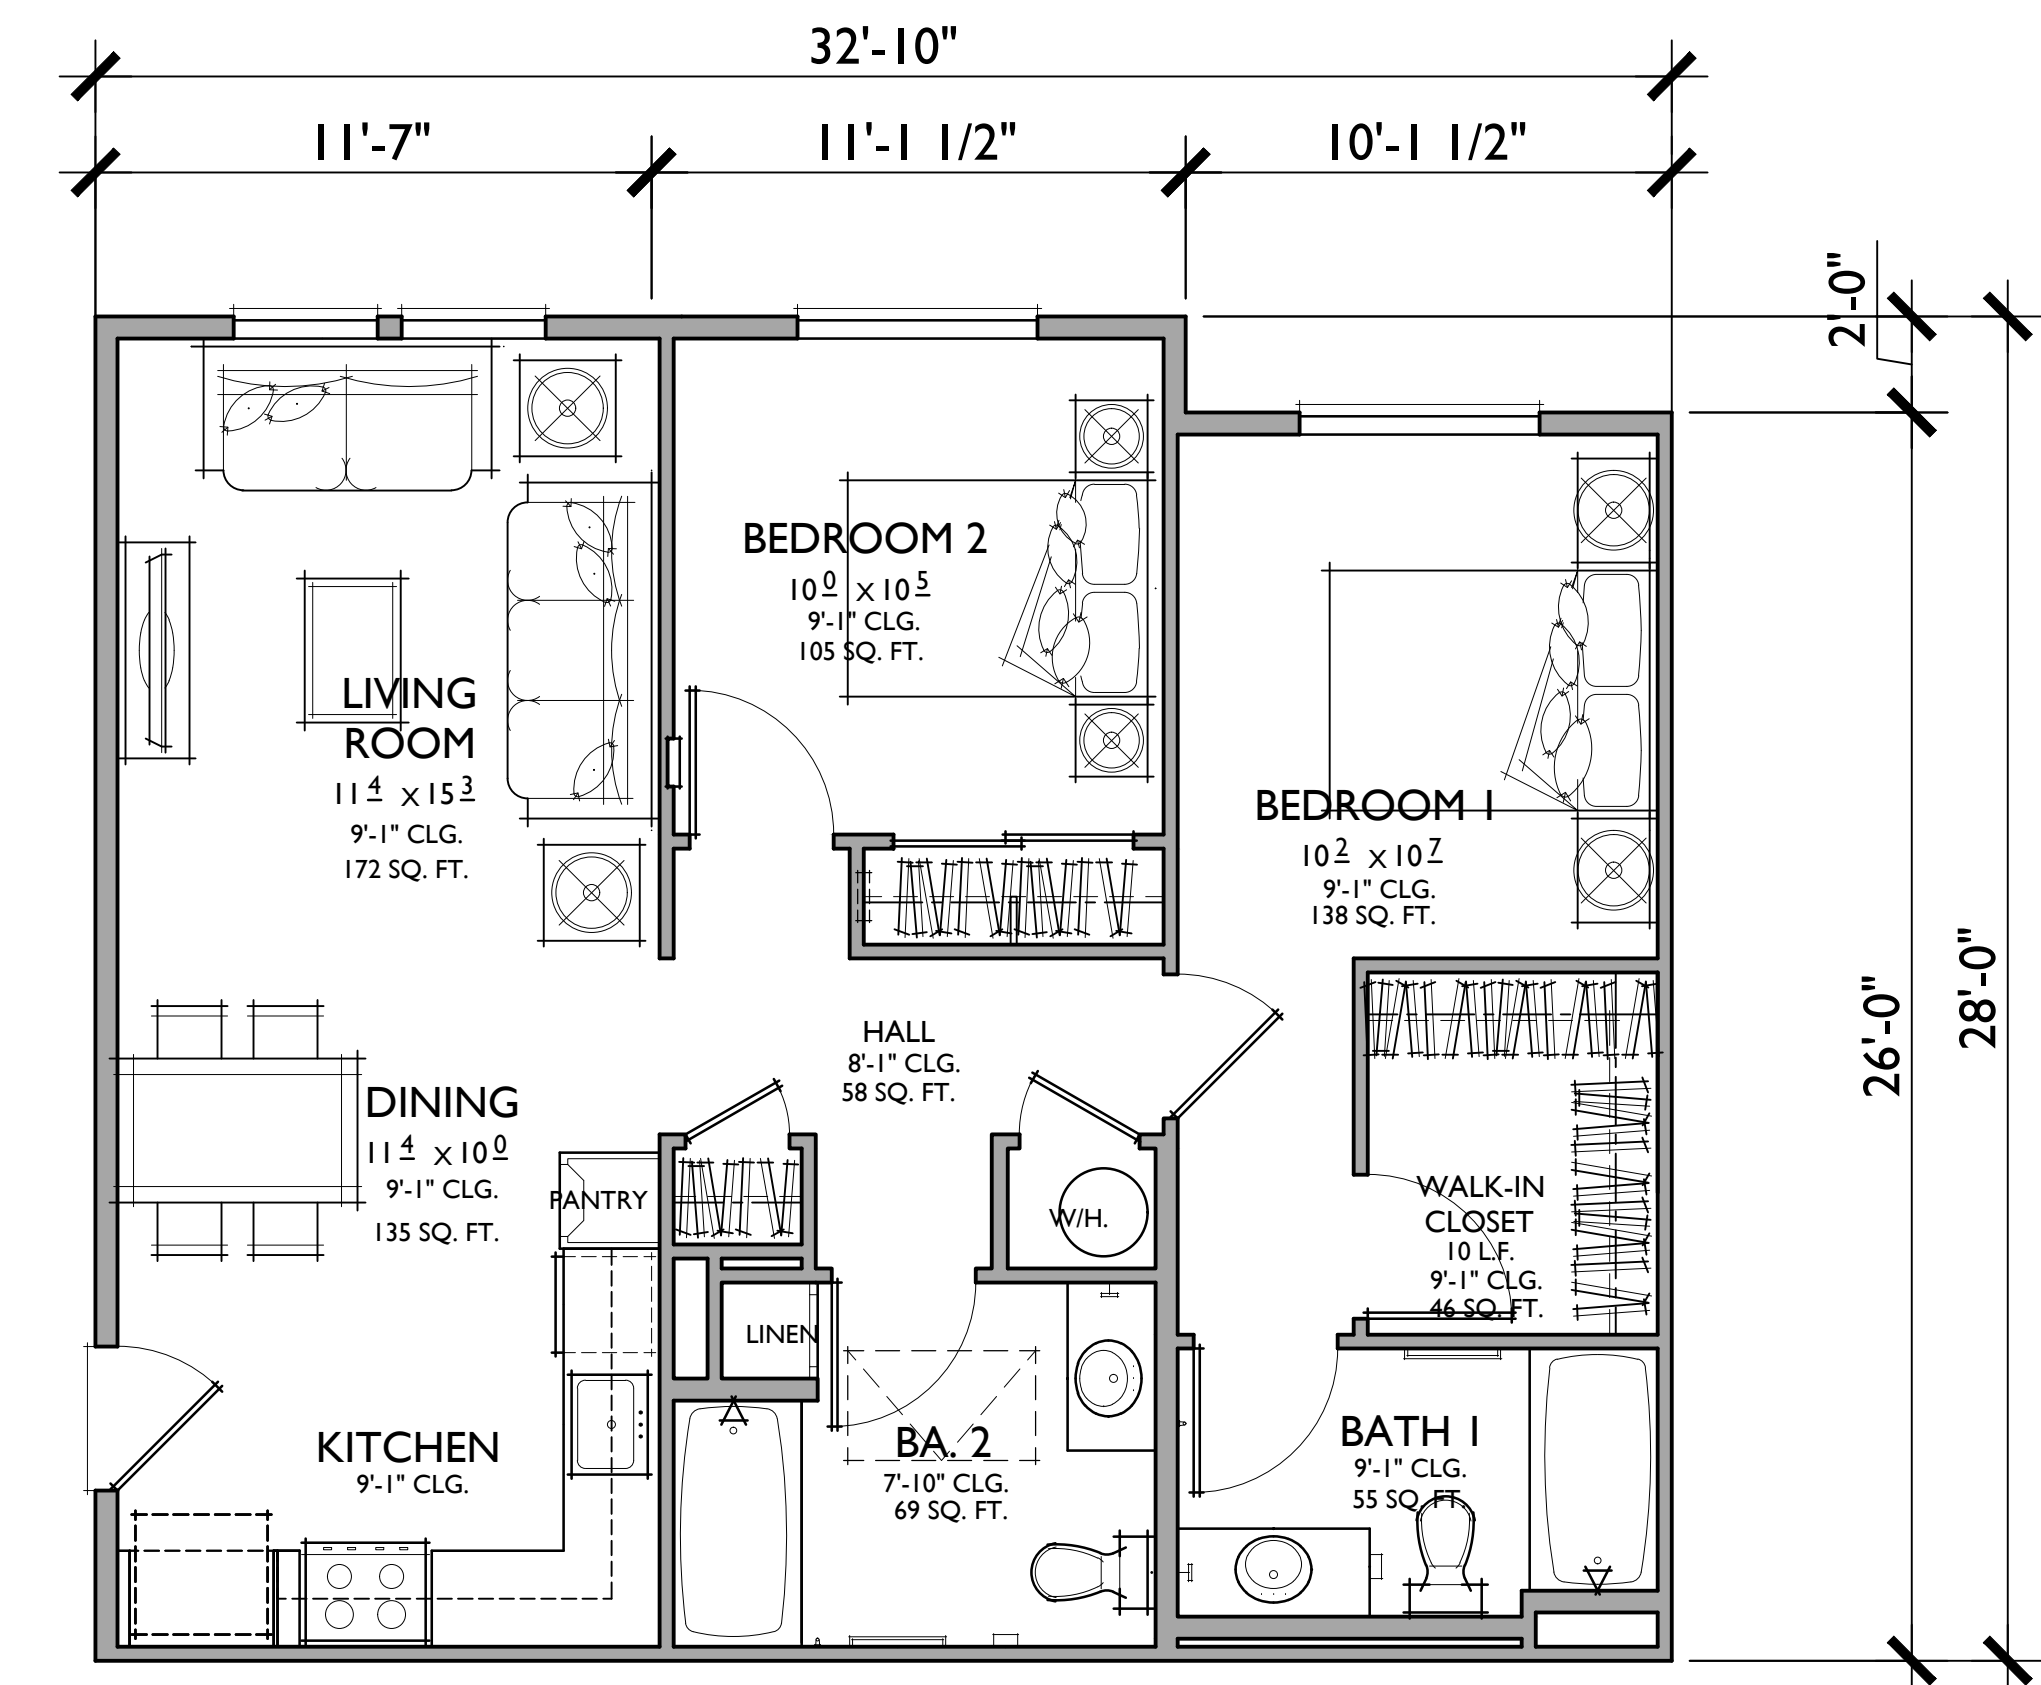 32'-10"
11'-7"
11'-1 1/2"
10'-1 1/2"
2'-0"
26'-0"
28'-0"
BEDROOM 2
10 0 x 10 5
9'-1" CLG.
105 SQ. FT.
LIVING
ROOM
11 4 x 15 3
9'-1" CLG.
172 SQ. FT.
BEDROOM 1
10 2 x 10 7
9'-1" CLG.
138 SQ. FT.
HALL
8'-1" CLG.
58 SQ. FT.
DINING
11 4 x 10 0
9'-1" CLG.
135 SQ. FT.
PANTRY
W/H.
WALK-IN
CLOSET
10 L.F.
9'-1" CLG.
46 SQ. FT.
LINEN
KITCHEN
9'-1" CLG.
BA. 2
7'-10" CLG.
69 SQ. FT.
BATH 1
9'-1" CLG.
55 SQ. FT.